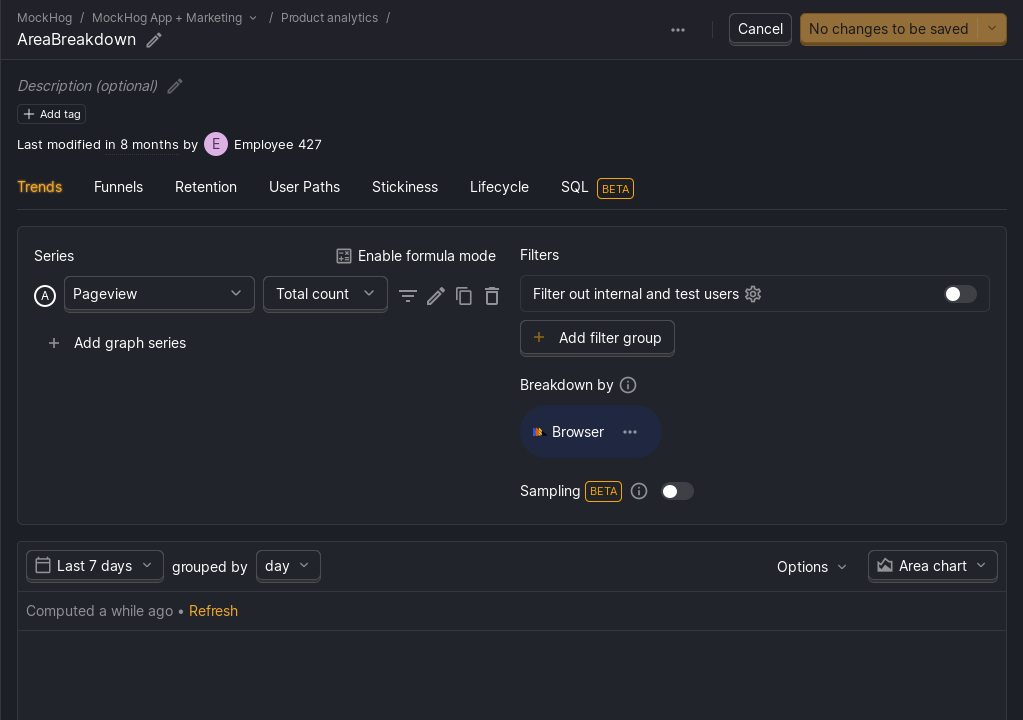 MockHog / MockHog App + Marketing / Product analytics /
AreaBreakdown
Cancel
No changes to be saved
Description (optional)
Add tag
Last modified in 8 months by E Employee 427
Trends Funnels Retention User Paths Stickiness Lifecycle SQL BETA
Series
Enable formula mode
A Pageview Total count
Add graph series
Filters
Filter out internal and test users
Add filter group
Breakdown by
Browser
Sampling BETA
Last 7 days grouped by day
Options
Area chart
Computed a while ago • Refresh